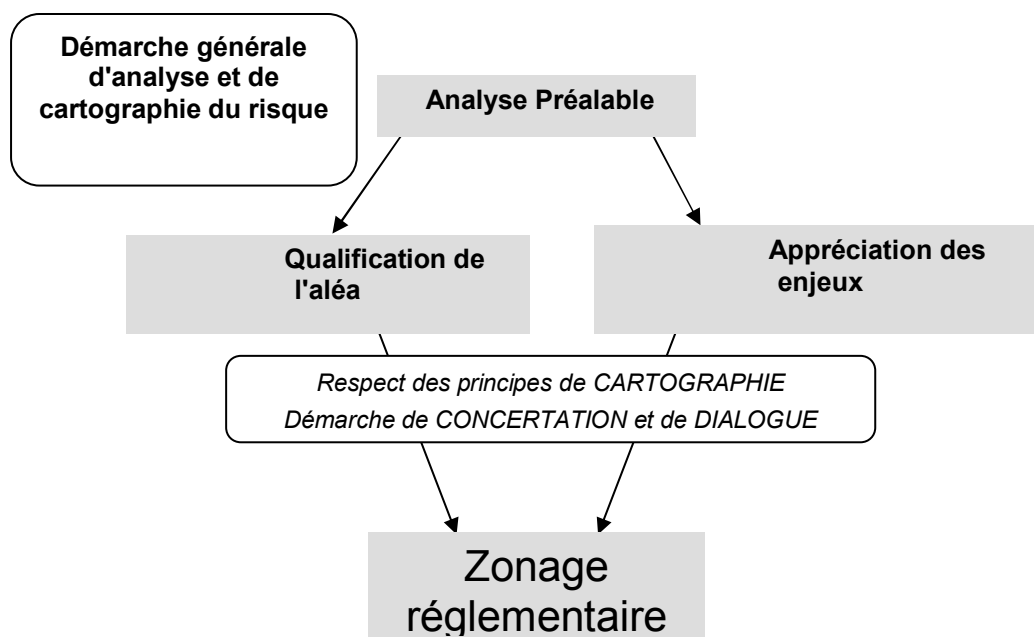 Démarche générale
d'analyse et de
cartographie du risque
Analyse Préalable
Qualification de
l'aléa
Appréciation des
enjeux
Respect des principes de CARTOGRAPHIE
Démarche de CONCERTATION et de DIALOGUE
Zonage
réglementaire